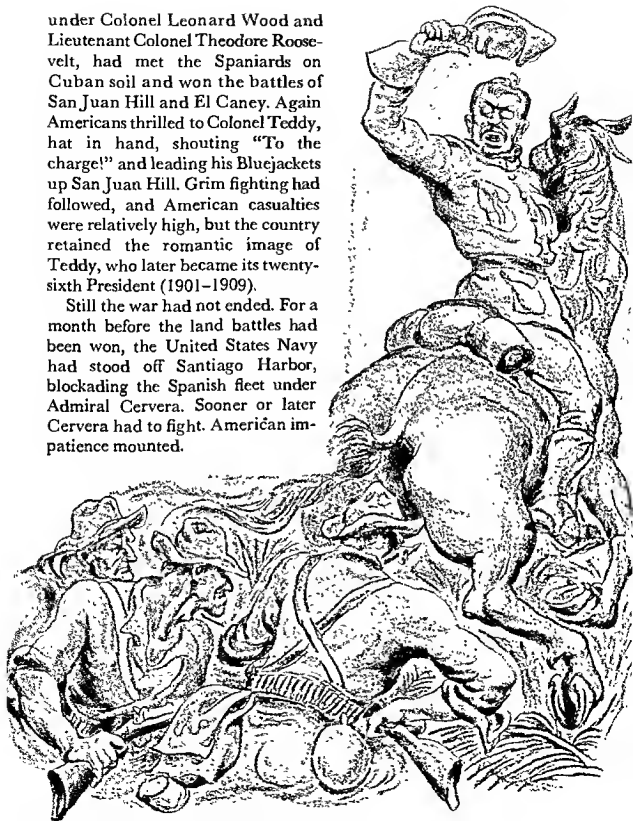 under Colonel Leonard Wood and
Lieutenant Colonel Theodore Roose-
velt, had met the Spaniards on
Cuban soil and won the battles of
San Juan Hill and El Caney. Again
Americans thrilled to Colonel Teddy,
hat in hand, shouting "To the
charge!" and leading his Bluejackets
up San Juan Hill. Grim fighting had
followed, and American casualties
were relatively high, but the country
retained the romantic image of
Teddy, who later became its twenty-
sixth President (1901–1909).
Still the war had not ended. For a
month before the land battles had
been won, the United States Navy
had stood off Santiago Harbor,
blockading the Spanish fleet under
Admiral Cervera. Sooner or later
Cervera had to fight. American im-
patience mounted.